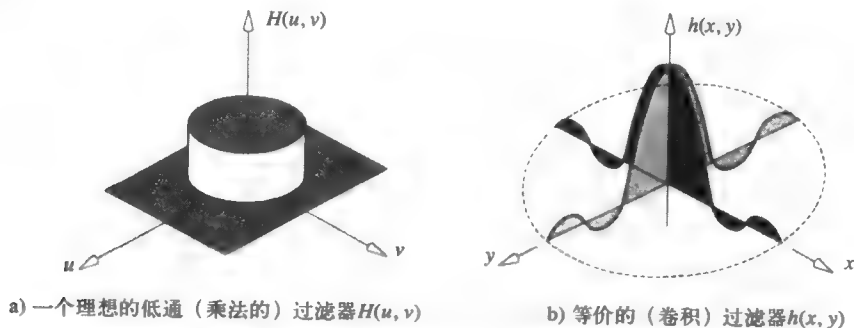 H(u, v)
u
v
a) 一个理想的低通（乘法的）过滤器H(u, v)
h(x, y)
y
x
b) 等价的（卷积）过滤器h(x, y)